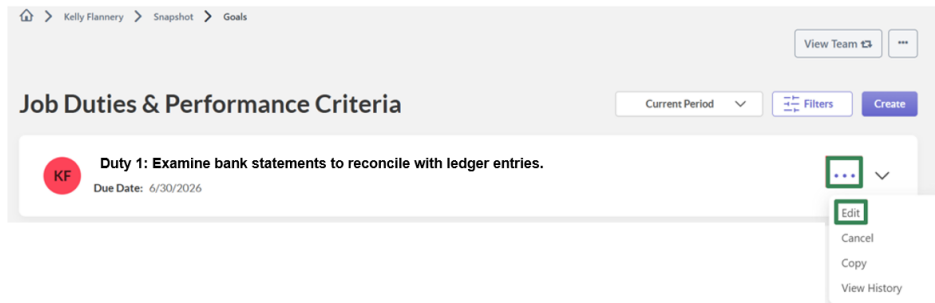 Kelly Flannery Snapshot Goals
View Team
Job Duties & Performance Criteria
Current Period Filters Create
KF
Duty 1: Examine bank statements to reconcile with ledger entries.
Due Date: 6/30/2026
Edit
Cancel
Copy
View History